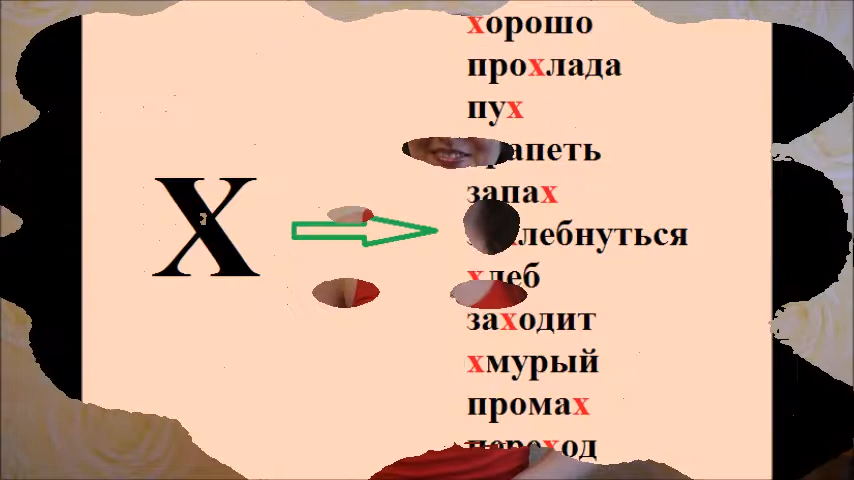 Х
хорошо
прохлада
пух
запах
хлеб
заходит
хмурый
промах
переход